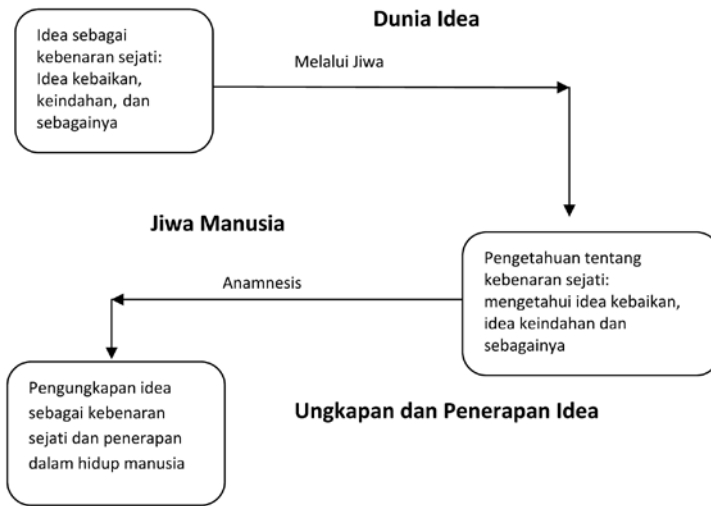 Dunia Idea
Idea sebagai
kebenaran sejati:
Idea kebaikan,
keindahan, dan
sebagainya
Melalui Jiwa
Jiwa Manusia
Pengetahuan tentang
kebenaran sejati:
mengetahui idea kebaikan,
idea keindahan dan
sebagainya
Anamnesis
Pengungkapan idea
sebagai kebenaran
sejati dan penerapan
dalam hidup manusia
Ungkapan dan Penerapan Idea